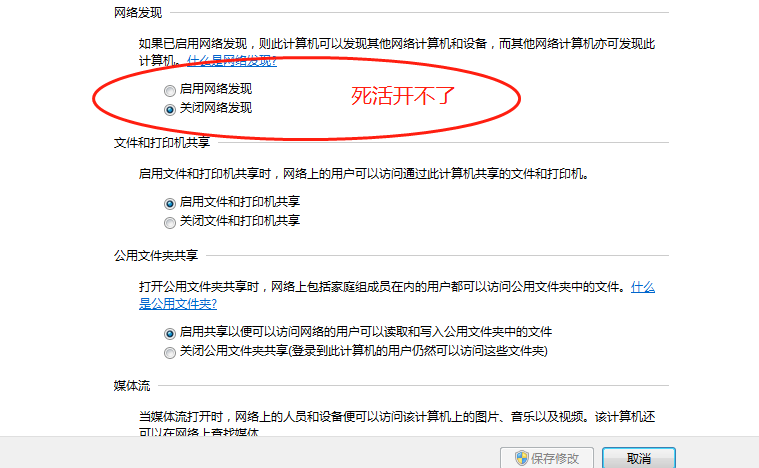 网络发现
如果已启用网络发现，则此计算机可以发现其他网络计算机和设备，而其他网络计算机亦可发现此
计算机。什么是网络发现?
启用网络发现
死活开不了
关闭网络发现
文件和打印机共享
启用文件和打印机共享时，网络上的用户可以访问通过此计算机共享的文件和打印机。
启用文件和打印机共享
关闭文件和打印机共享
公用文件夹共享
打开公用文件夹共享时，网络上包括家庭组成员在内的用户都可以访问公用文件夹中的文件。什么
是公用文件夹?
启用共享以便可以访问网络的用户可以读取和写入公用文件夹中的文件
关闭公用文件夹共享(登录到此计算机的用户仍然可以访问这些文件夹)
媒体流
当媒体流打开时，网络上的人员和设备便可以访问该计算机上的图片、音乐以及视频。该计算机还
可以在网络上查找媒体。
保存修改
取消